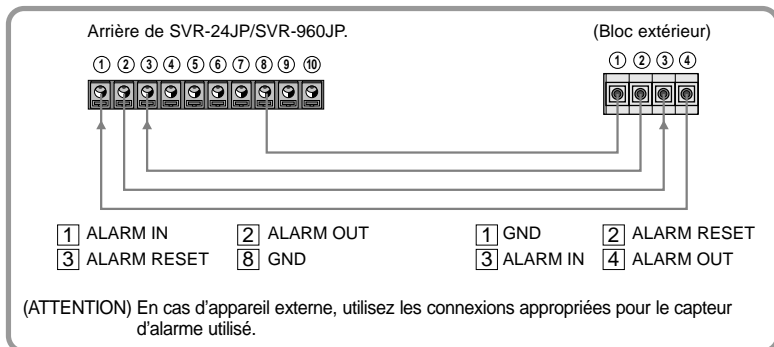 Arrière de SVR-24JP/SVR-960JP. (Bloc extérieur)
① ② ③ ④ ⑤ ⑥ ⑦ ⑧ ⑨ ⑩ ① ② ③ ④
1 ALARM IN 2 ALARM OUT 1 GND 2 ALARM RESET
3 ALARM RESET 8 GND 3 ALARM IN 4 ALARM OUT
(ATTENTION) En cas d'appareil externe, utilisez les connexions appropriées pour le capteur
d'alarme utilisé.